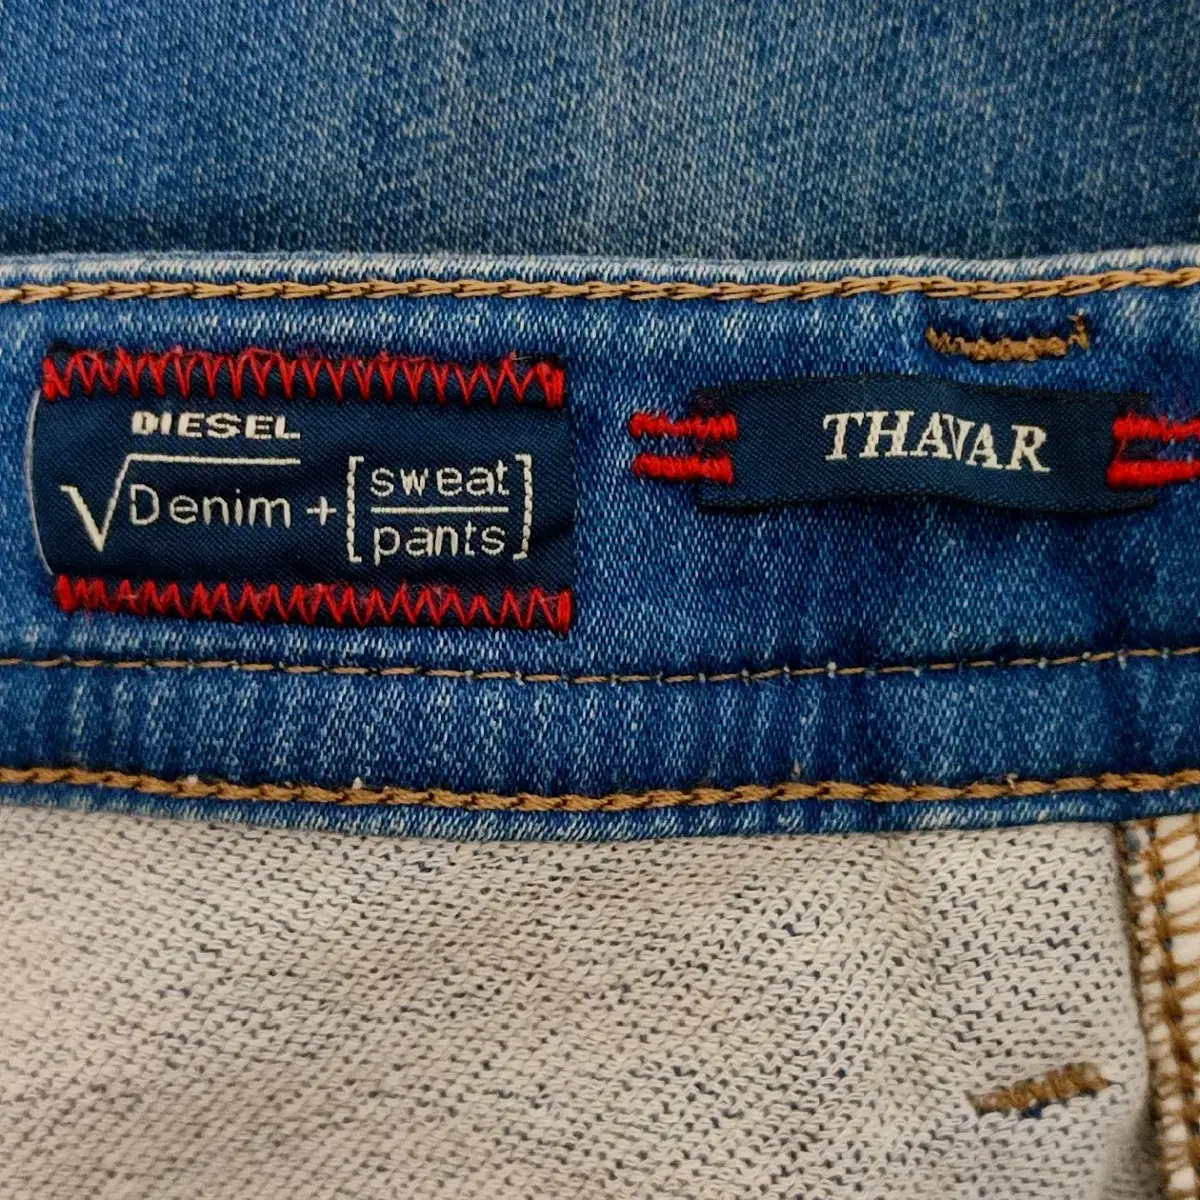 DIESEL
√Denim + [sweat
pants]
THAVAR